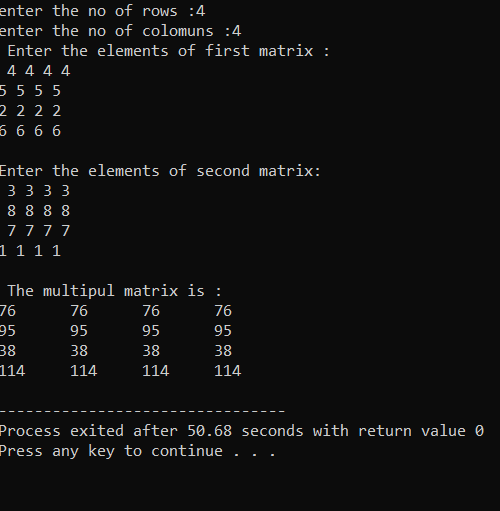 enter the no of rows :4
enter the no of colomuns :4
Enter the elements of first matrix :
4 4 4 4
5 5 5 5
2 2 2 2
6 6 6 6
Enter the elements of second matrix:
3 3 3 3
8 8 8 8
7 7 7 7
1 1 1 1
The multipul matrix is :
76 76 76 76
95 95 95 95
38 38 38 38
114 114 114 114
--------------------------------
Process exited after 50.68 seconds with return value 0
Press any key to continue . . .